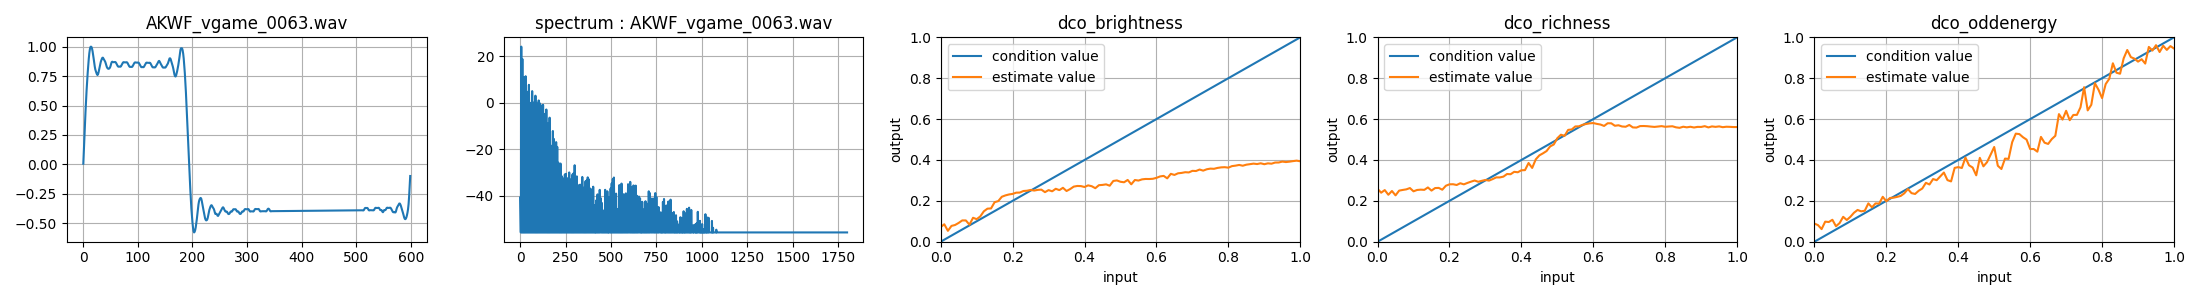 AKWF_vgame_0063.wav
1.00
0.75
0.50
0.25
0.00
−0.25
−0.50
0 100 200 300 400 500 600
spectrum : AKWF_vgame_0063.wav
20
0
−20
−40
0 250 500 750 1000 1250 1500 1750
dco_brightness
condition value
estimate value
output
1.0
0.8
0.6
0.4
0.2
0.0
0.0 0.2 0.4 0.6 0.8 1.0
input
dco_richness
condition value
estimate value
output
1.0
0.8
0.6
0.4
0.2
0.0
0.0 0.2 0.4 0.6 0.8 1.0
input
dco_oddenergy
condition value
estimate value
output
1.0
0.8
0.6
0.4
0.2
0.0
0.0 0.2 0.4 0.6 0.8 1.0
input